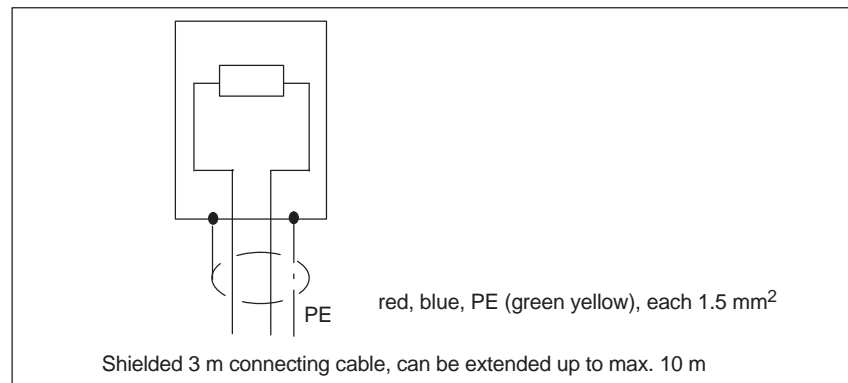 PE
red, blue, PE (green yellow), each 1.5 mm²
Shielded 3 m connecting cable, can be extended up to max. 10 m